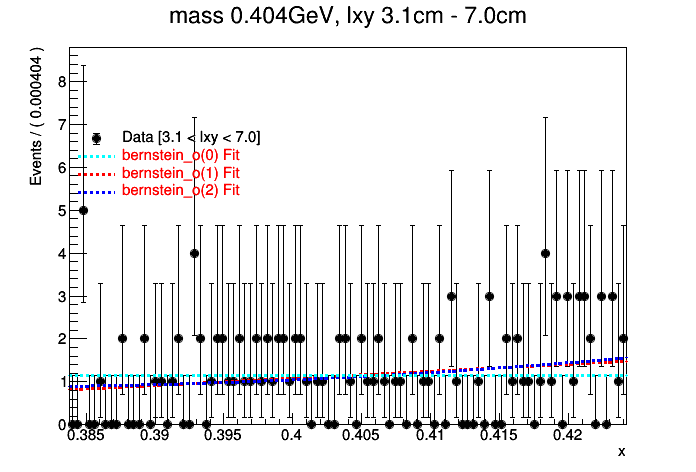 mass 0.404GeV, lxy 3.1cm - 7.0cm
Events / ( 0.000404 )
8
7
6
5
4
3
2
1
0
Data [3.1 < lxy < 7.0]
bernstein_o(0) Fit
bernstein_o(1) Fit
bernstein_o(2) Fit
0.385 0.39 0.395 0.4 0.405 0.41 0.415 0.42
x